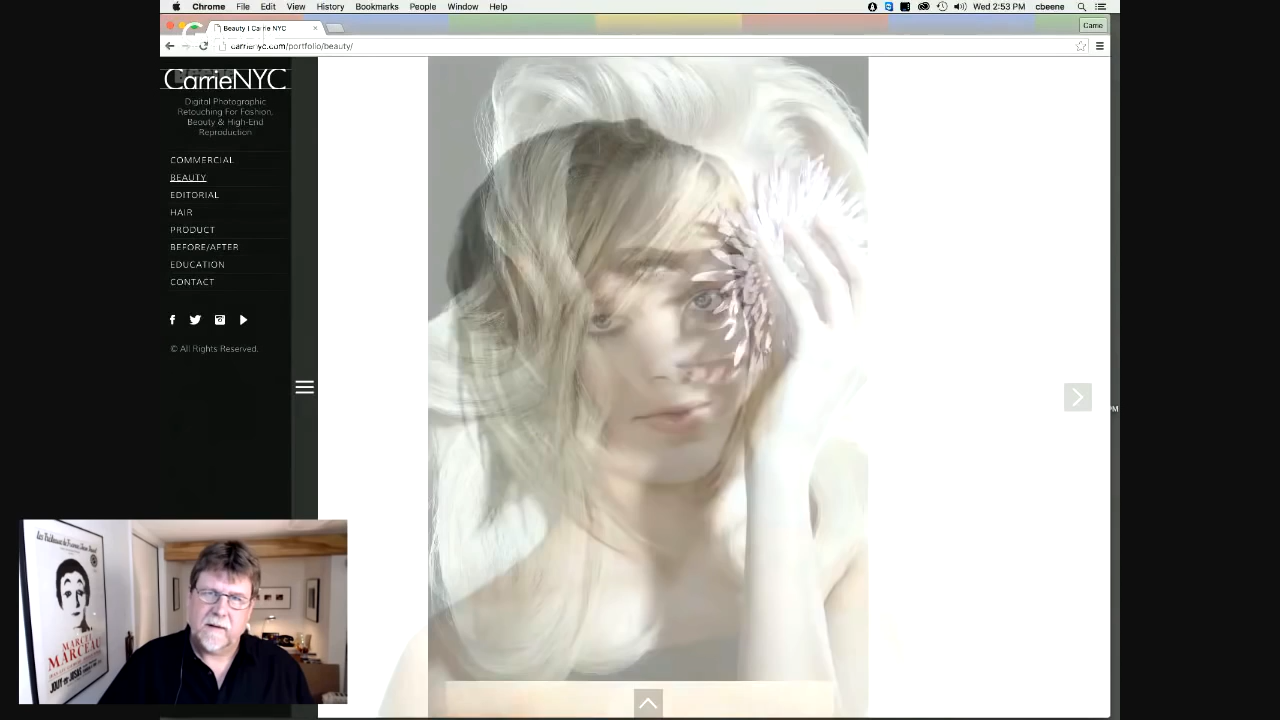 Chrome File Edit View History Bookmarks People Window Help Wed 2:53 PM cbeene
Beauty | Carrie NYC Carrie
carrienyc.com/portfolio/beauty/
CarrieNYC
Digital Photographic
Retouching For Fashion,
Beauty & High-End
Reproduction
COMMERCIAL
BEAUTY
EDITORIAL
HAIR
PRODUCT
BEFORE/AFTER
EDUCATION
CONTACT
© All Rights Reserved.
MARCEL
MARCEAU